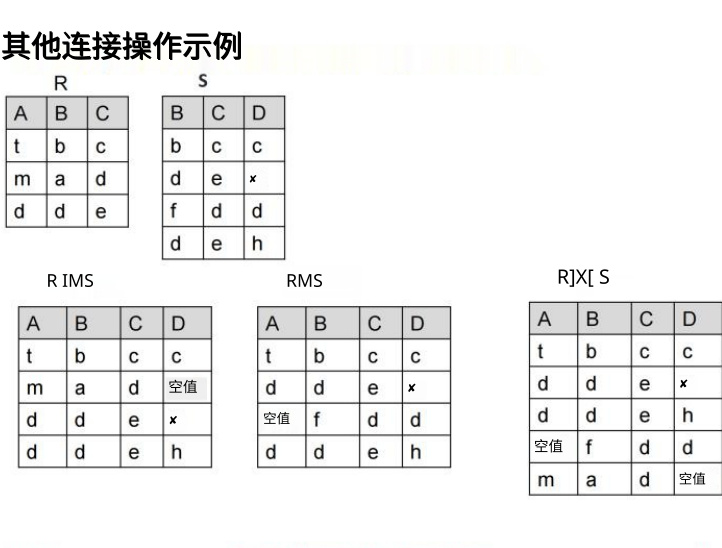 其他连接操作示例
R
A B C
t b c
m a d
d d e
S
B C D
b c c
d e ✗
f d d
d e h
R IMS
A B C D
t b c c
m a d 空值
d d e ✗
d d e h
RMS
A B C D
t b c c
d d e ✗
空值 f d d
d d e h
R]X[ S
A B C D
t b c c
d d e ✗
d d e h
空值 f d d
m a d 空值